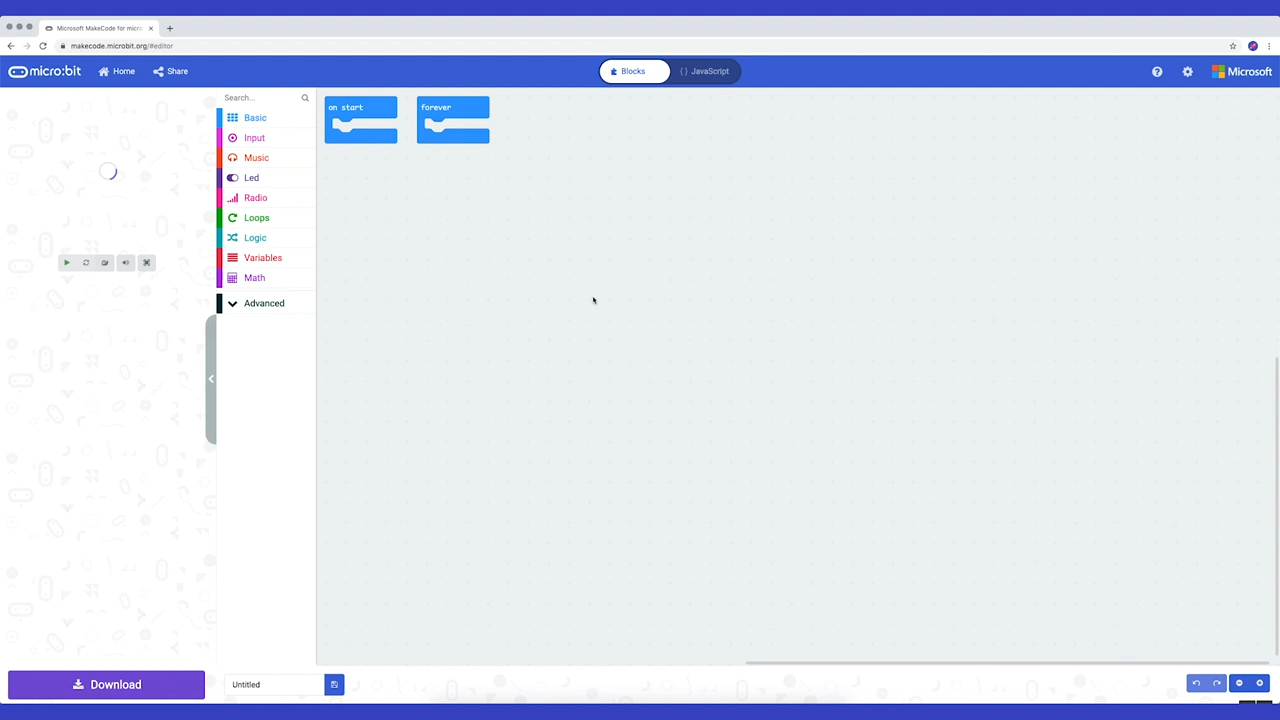 Microsoft MakeCode for micro
makecode.microbit.org/#editor
micro:bit
Home
Share
Blocks
{ } JavaScript
Microsoft
Search...
Basic
Input
Music
Led
Radio
Loops
Logic
Variables
Math
Advanced
on start
forever
Download
Untitled